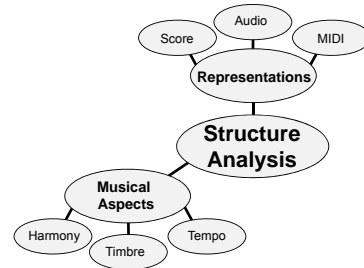 Audio
Score
MIDI
Representations
Structure
Analysis
Musical
Aspects
Harmony
Tempo
Timbre